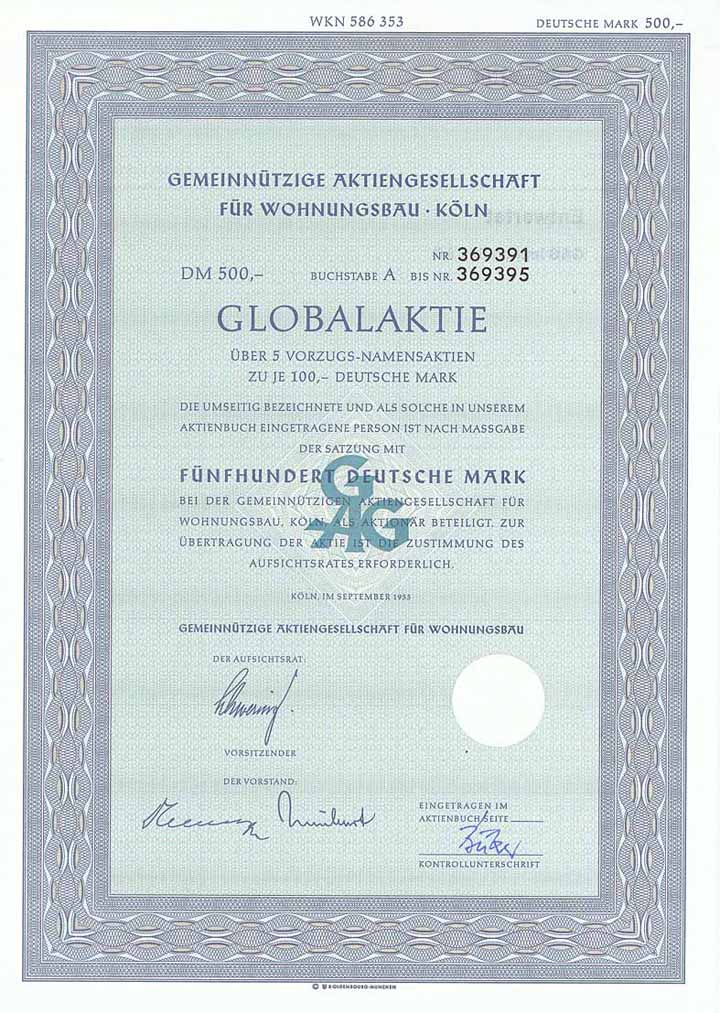 WKN 586 353
DEUTSCHE MARK 500,–
GEMEINNÜTZIGE AKTIENGESELLSCHAFT
FÜR WOHNUNGSBAU · KÖLN
NR. 369391
DM 500,– BUCHSTABE A BIS NR. 369395
GLOBALAKTIE
ÜBER 5 VORZUGS-NAMENSAKTIEN
ZU JE 100,– DEUTSCHE MARK
DIE UMSEITIG BEZEICHNETE UND ALS SOLCHE IN UNSEREM
AKTIENBUCH EINGETRAGENE PERSON IST NACH MASSGABE
DER SATZUNG MIT
FÜNFHUNDERT DEUTSCHE MARK
BEI DER GEMEINNÜTZIGEN AKTIENGESELLSCHAFT FÜR
WOHNUNGSBAU, KÖLN, ALS AKTIONÄR BETEILIGT. ZUR
ÜBERTRAGUNG DER AKTIE IST DIE ZUSTIMMUNG DES
AUFSICHTSRATES ERFORDERLICH.
GAG
KÖLN, IM SEPTEMBER 1955
GEMEINNÜTZIGE AKTIENGESELLSCHAFT FÜR WOHNUNGSBAU
DER AUFSICHTSRAT:
VORSITZENDER
DER VORSTAND:
EINGETRAGEN IM
AKTIENBUCH SEITE
KONTROLLUNTERSCHRIFT
R·OLDENBOURG·MÜNCHEN